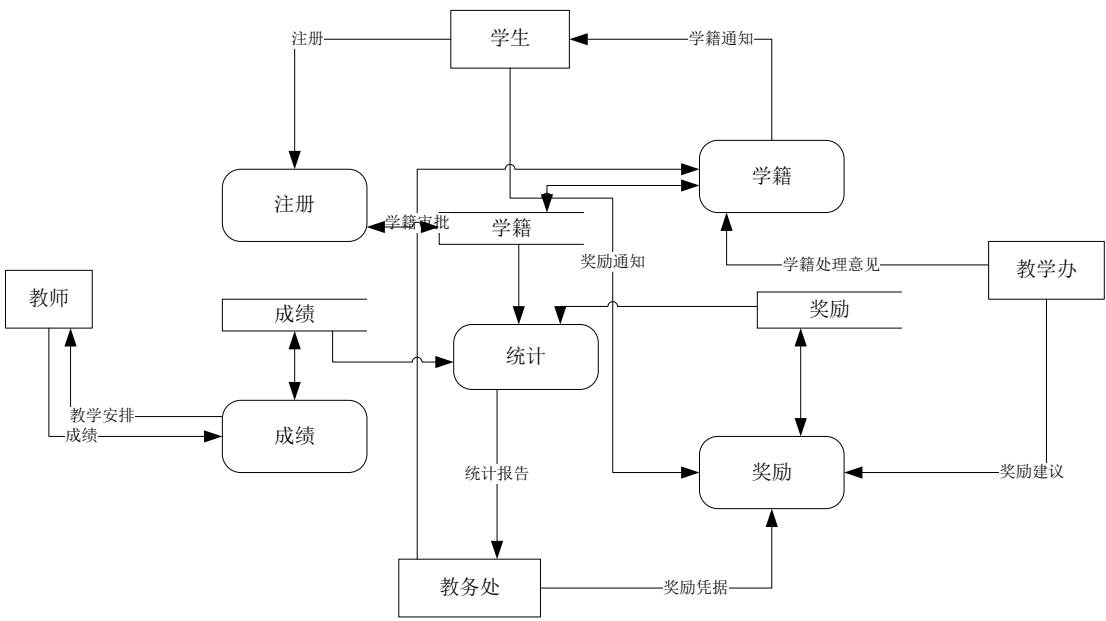 注册
学生
学籍通知
学籍
注册
学籍审批
学籍
奖励通知
学籍处理意见
教学办
教师
成绩
奖励
统计
教学安排
成绩
成绩
统计报告
奖励
奖励建议
教务处
奖励凭据